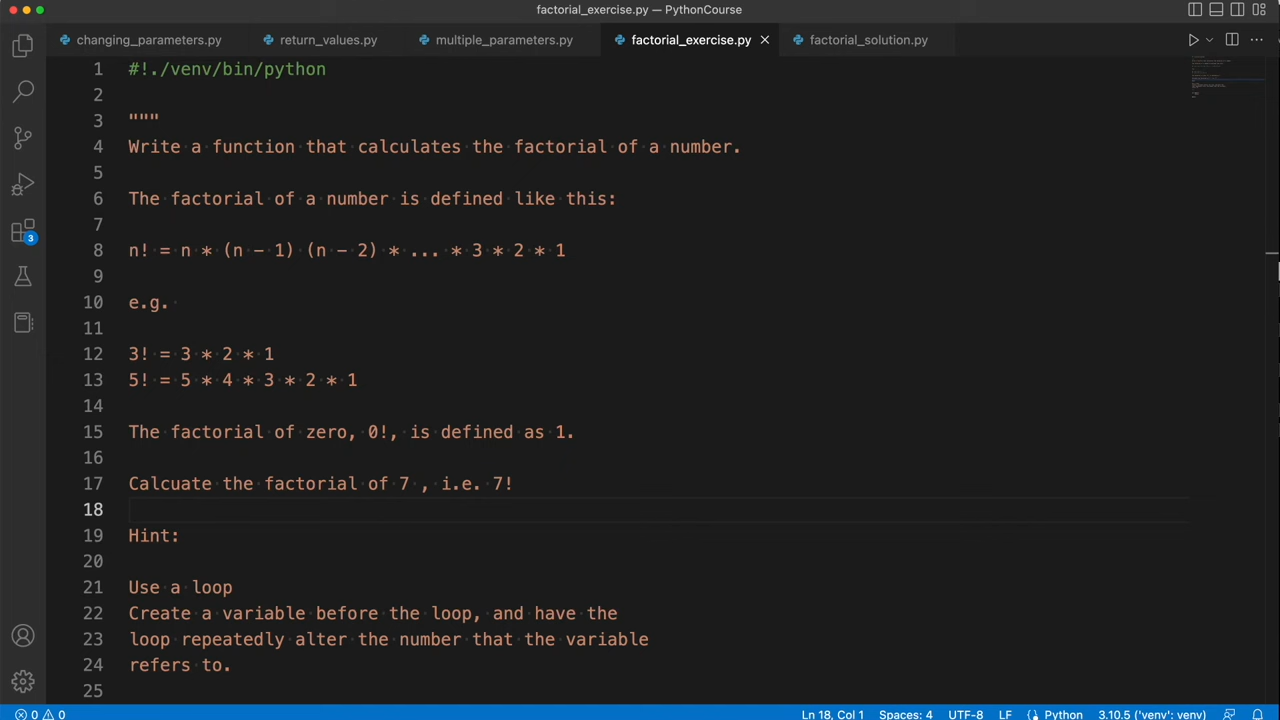 factorial_exercise.py — PythonCourse
changing_parameters.py return_values.py multiple_parameters.py factorial_exercise.py factorial_solution.py
1 #!./venv/bin/python
2
3 """
4 Write a function that calculates the factorial of a number.
5
6 The factorial of a number is defined like this:
7
8 n! = n * (n - 1) (n - 2) * ... * 3 * 2 * 1
9
10 e.g.
11
12 3! = 3 * 2 * 1
13 5! = 5 * 4 * 3 * 2 * 1
14
15 The factorial of zero, 0!, is defined as 1.
16
17 Calcuate the factorial of 7 , i.e. 7!
18
19 Hint:
20
21 Use a loop
22 Create a variable before the loop, and have the
23 loop repeatedly alter the number that the variable
24 refers to.
25
3
0 0 Ln 18, Col 1 Spaces: 4 UTF-8 LF Python 3.10.5 ('venv': venv)